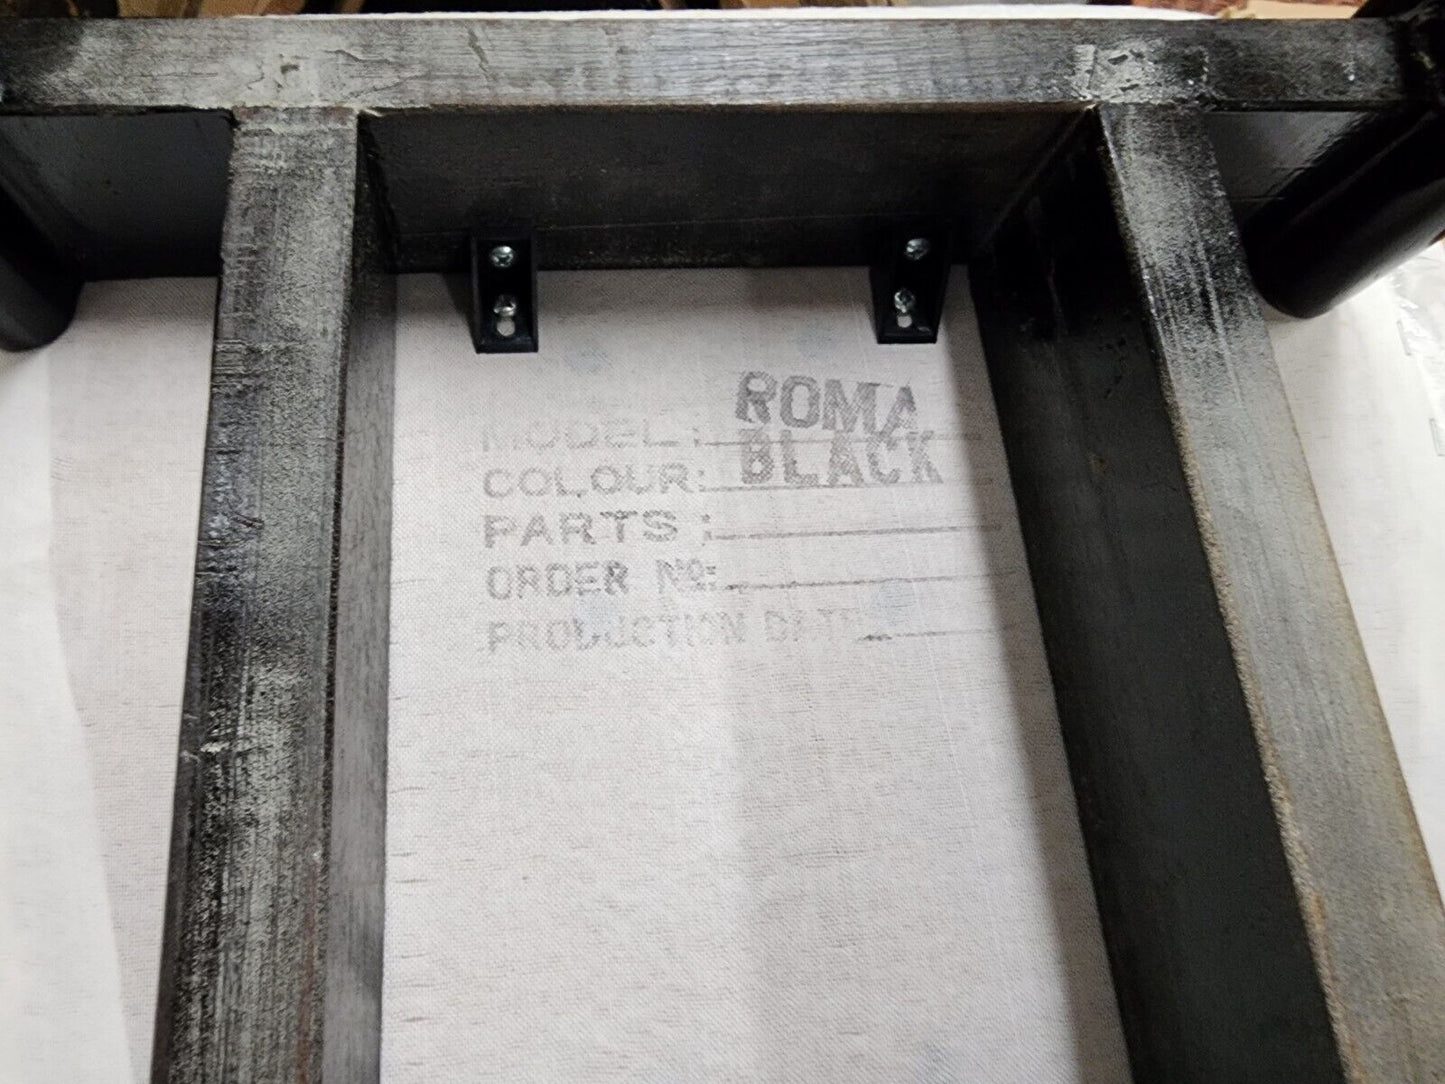 MODEL: ROMA
COLOUR: BLACK
PARTS:
ORDER NO:
PRODUCTION DATE